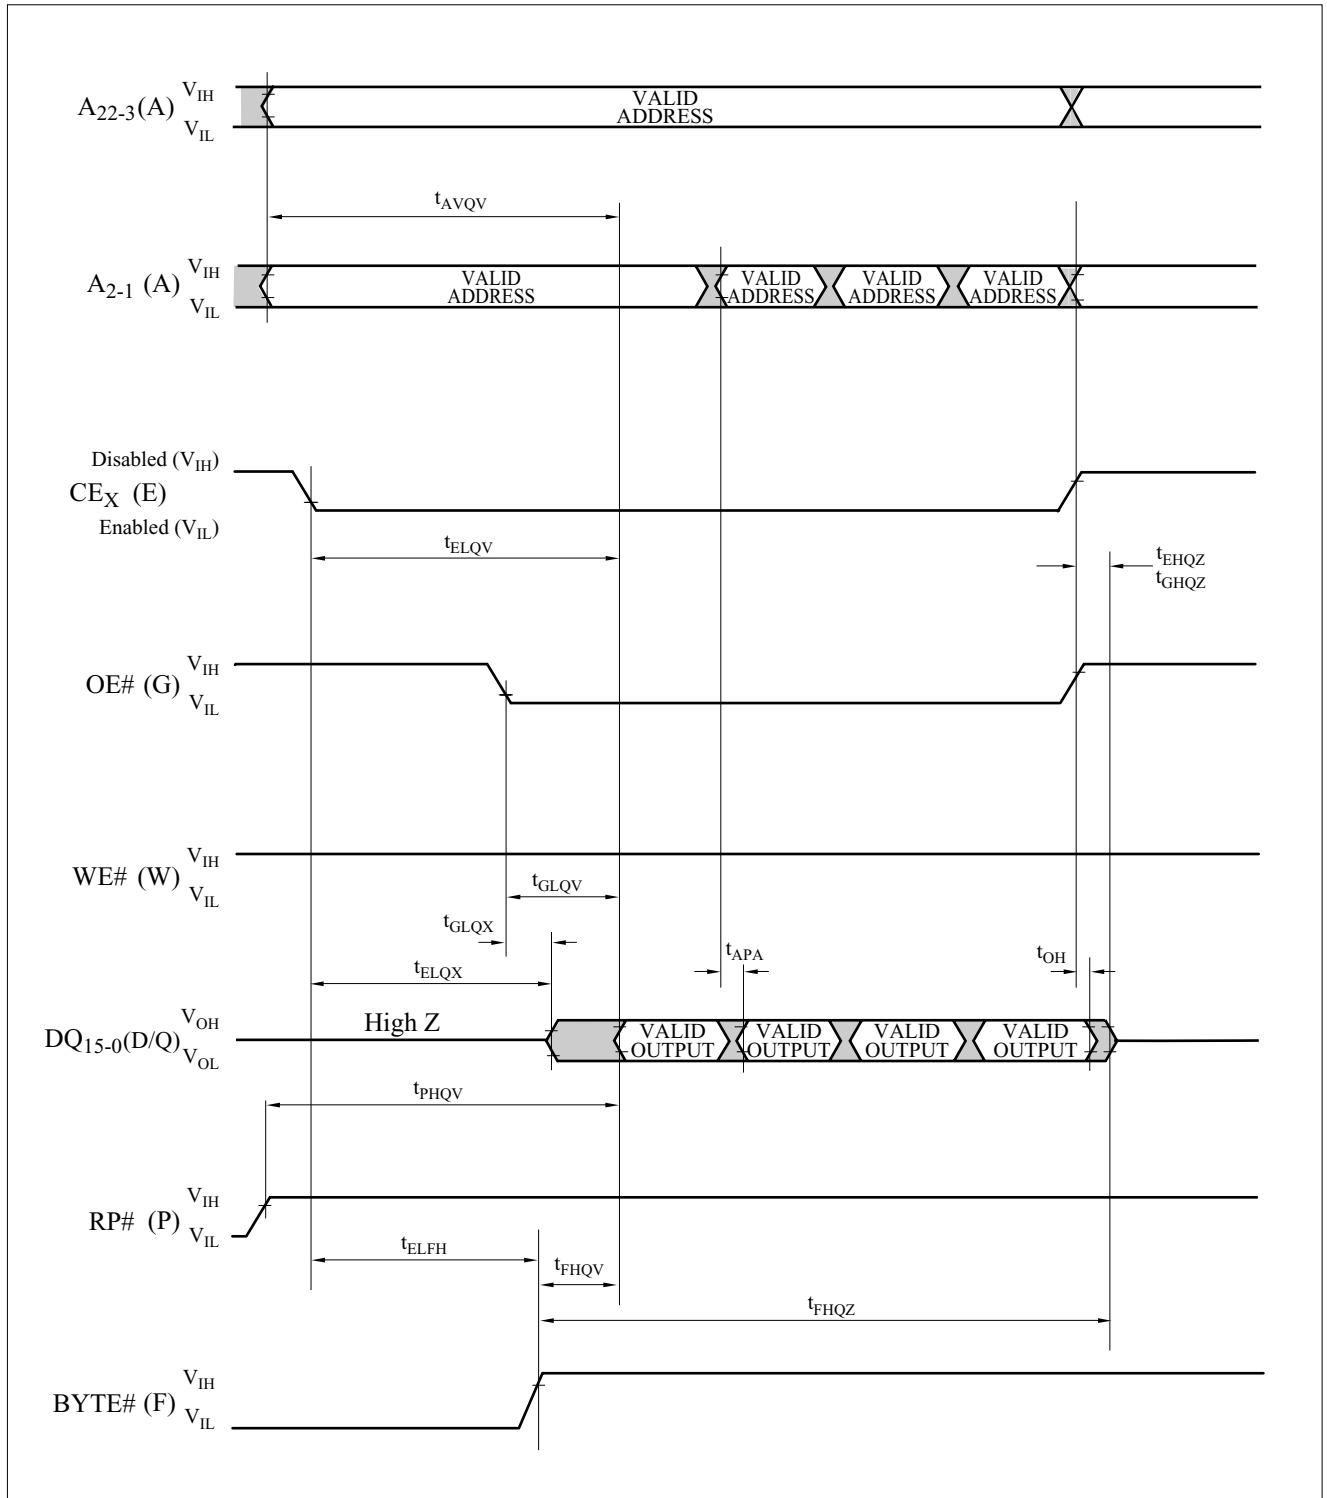 A22-3(A) VIH
VIL
VALID
ADDRESS
tAVQV
A2-1 (A) VIH
VIL
VALID
ADDRESS
VALID
ADDRESS
VALID
ADDRESS
VALID
ADDRESS
Disabled (VIH)
CEX (E)
Enabled (VIL)
tELQV
tEHQZ
tGHQZ
OE# (G) VIH
VIL
WE# (W) VIH
VIL
tGLQV
tGLQX
tAPA
tOH
tELQX
DQ15-0(D/Q) VOH
VOL
High Z
VALID
OUTPUT
VALID
OUTPUT
VALID
OUTPUT
VALID
OUTPUT
tPHQV
RP# (P) VIH
VIL
tELFH
tFHQV
tFHQZ
BYTE# (F) VIH
VIL